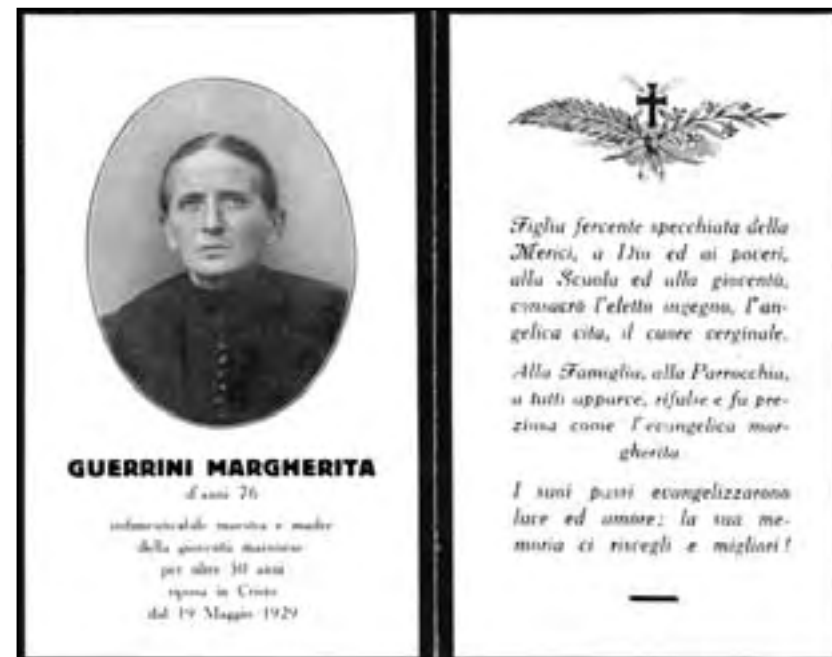 GUERRINI MARGHERITA
d'anni 76
indimenticabile maestra e madre
della gioventù
per oltre 30 anni
riposa in Cristo
dal 19 Maggio 1929
Figlia fervente specchiata della
Merici, a Dio ed ai poveri,
alla Scuola ed alla gioventù,
consacrò l'eletto ingegno, l'an-
gelica vita, il cuore verginale.
Alla Famiglia, alla Parrocchia,
a tutti apparve, rifulse e fu pre-
ziosa come l'evangelica mar-
gherita
I suoi passi evangelizzarono
luce ed amore; la sua me-
moria ci risvegli e migliori!